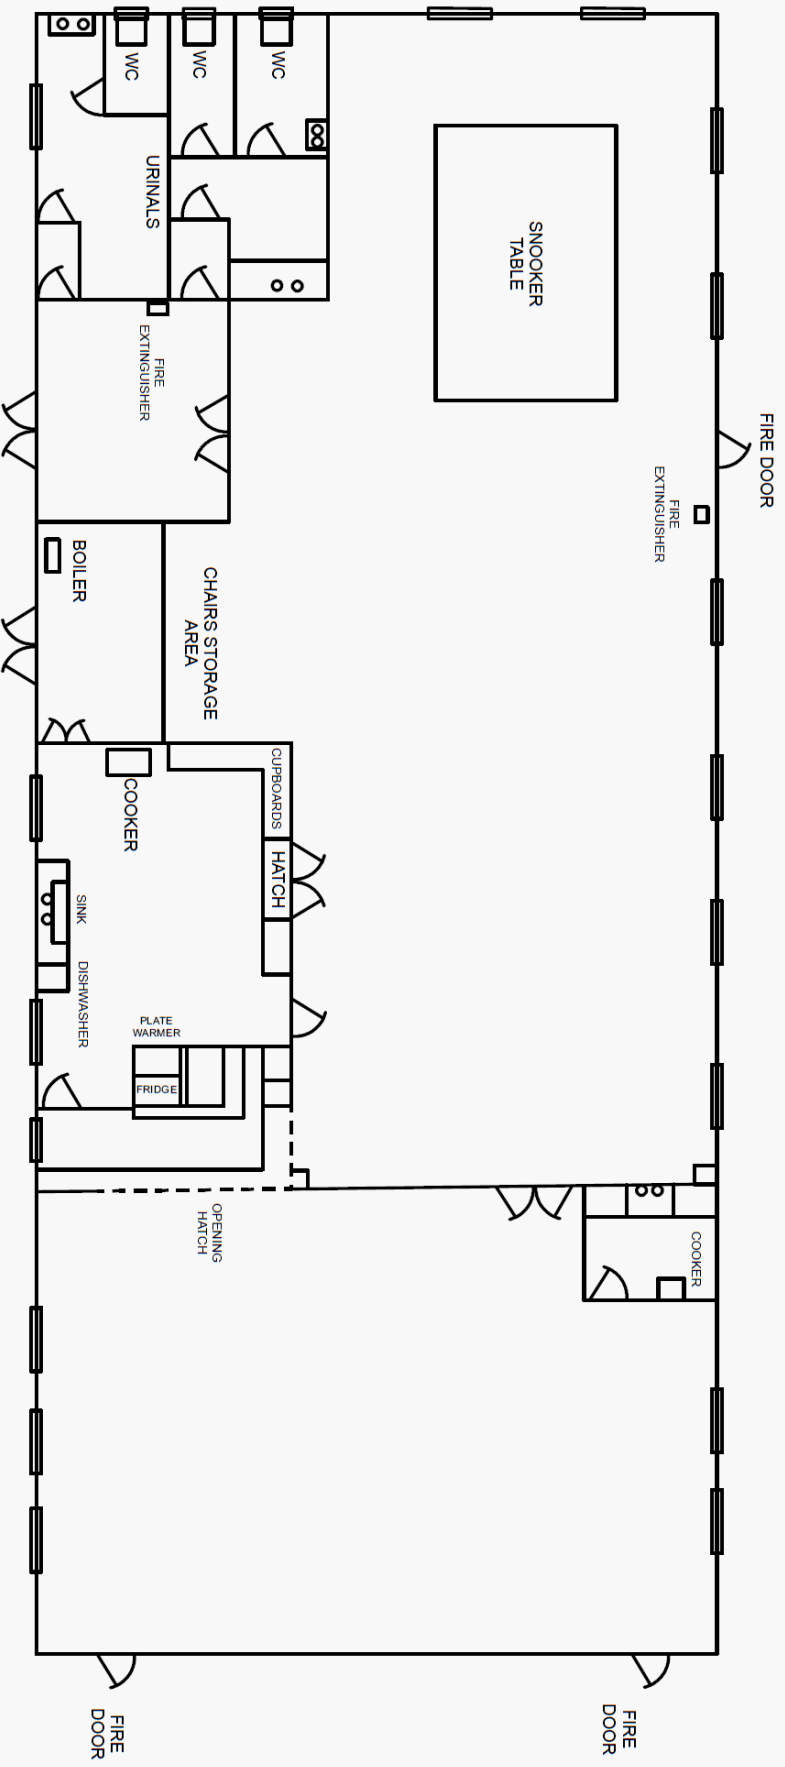 WC
WC
WC
URINALS
SNOOKER
TABLE
FIRE
EXTINGUISHER
FIRE DOOR
FIRE
EXTINGUISHER
BOILER
CHAIRS STORAGE
AREA
CUPBOARDS
COOKER
HATCH
SINK
DISHWASHER
PLATE
WARMER
FRIDGE
OPENING
HATCH
COOKER
FIRE
DOOR
FIRE
DOOR